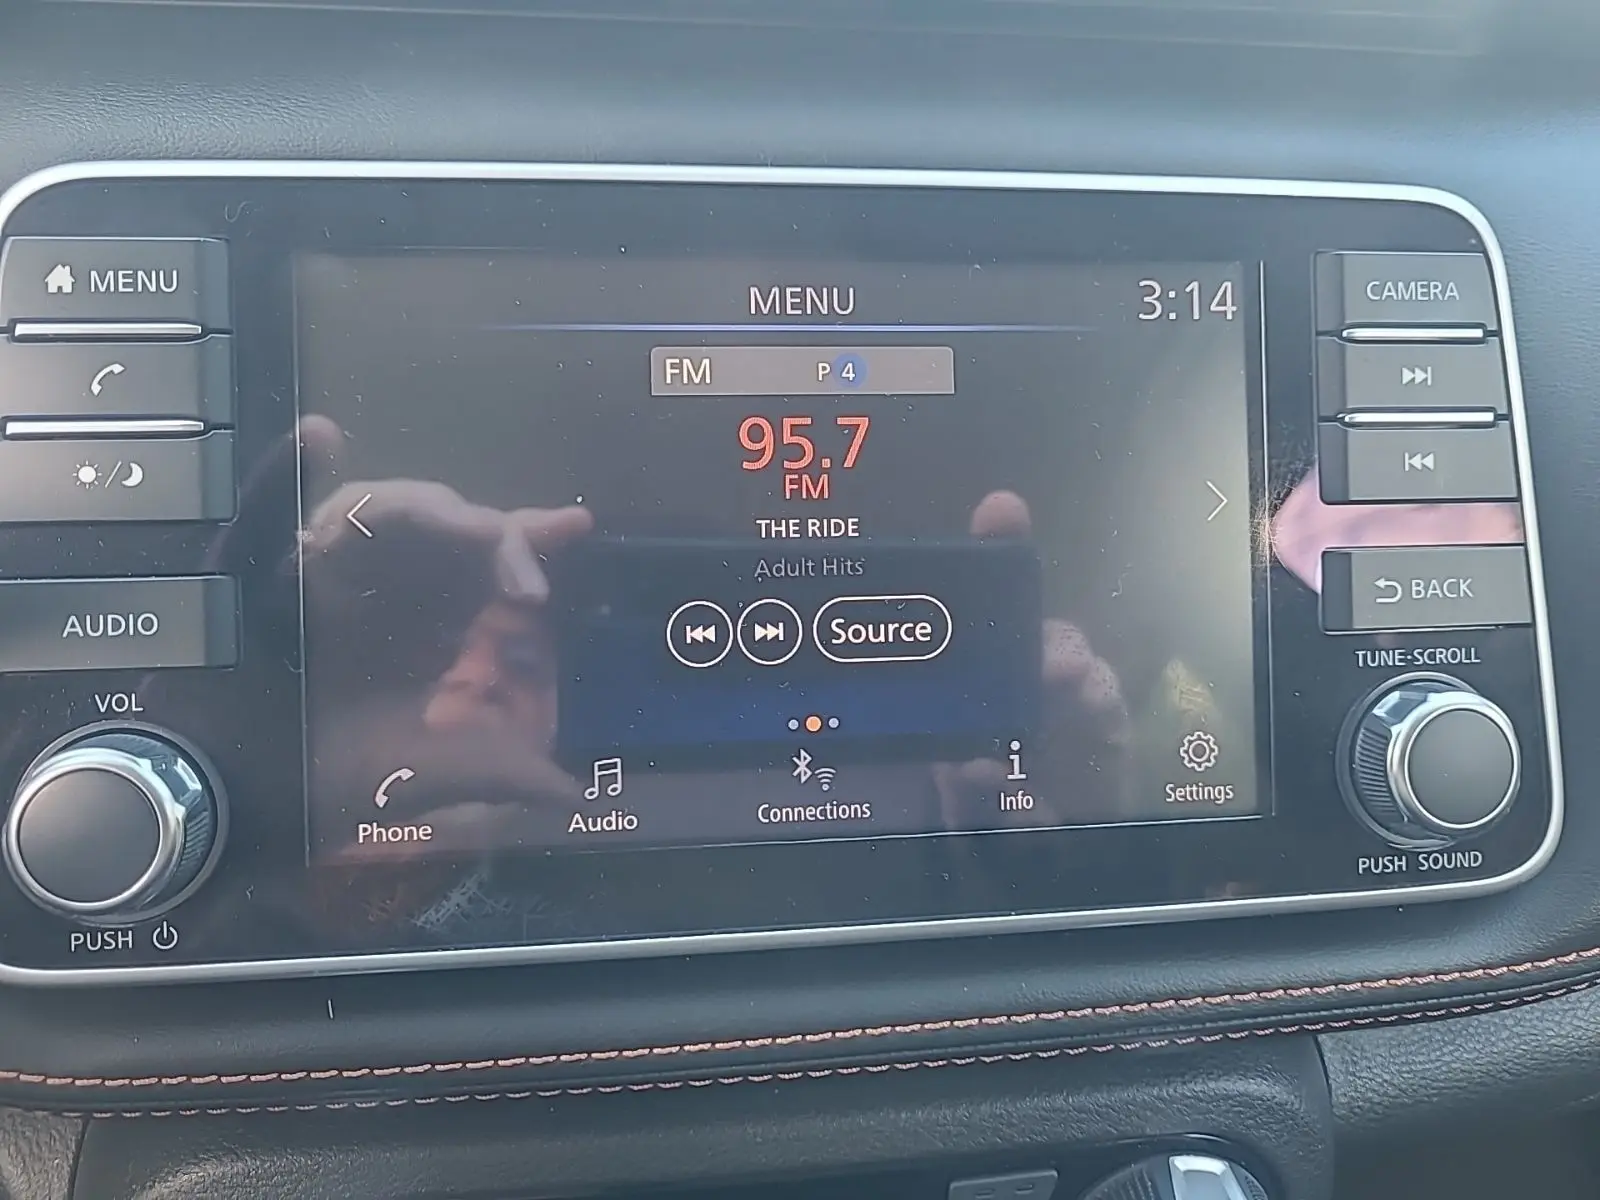 MENU
AUDIO
VOL
PUSH
MENU
3:14
FM P 4
95.7
FM
THE RIDE
Adult Hits
Source
Phone
Audio
Connections
Info
Settings
CAMERA
BACK
TUNE·SCROLL
PUSH SOUND